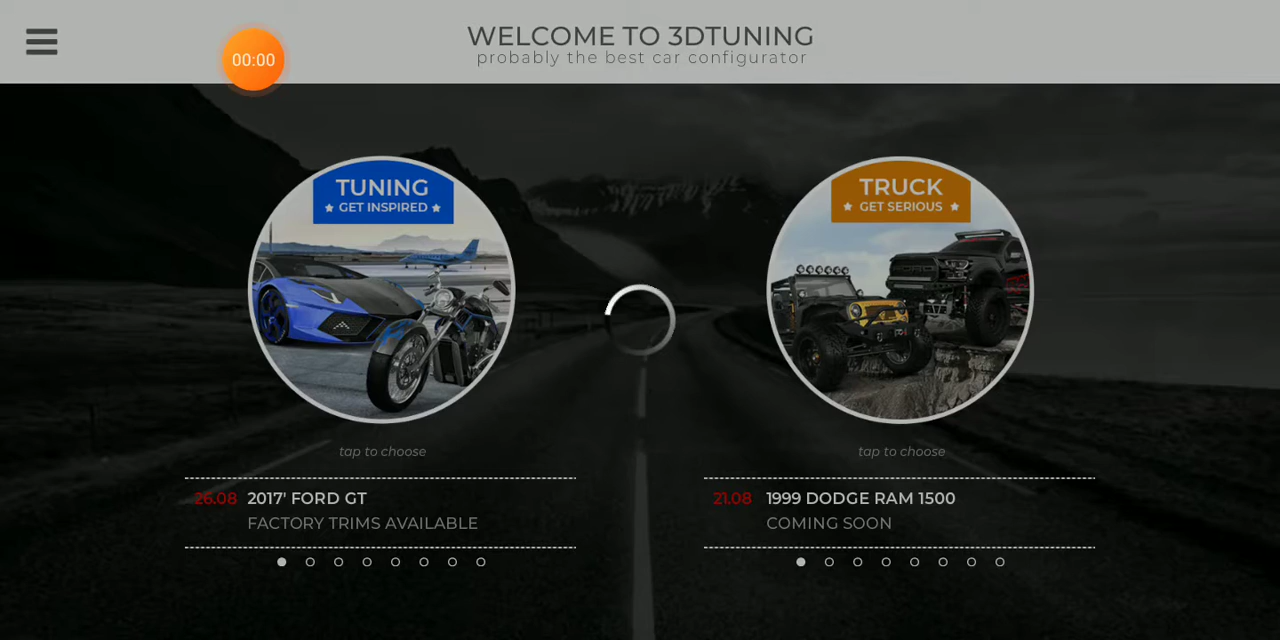 00:00
WELCOME TO 3DTUNING
probably the best car configurator
TUNING
GET INSPIRED
tap to choose
26.08 2017' FORD GT
FACTORY TRIMS AVAILABLE
TRUCK
GET SERIOUS
tap to choose
21.08 1999 DODGE RAM 1500
COMING SOON